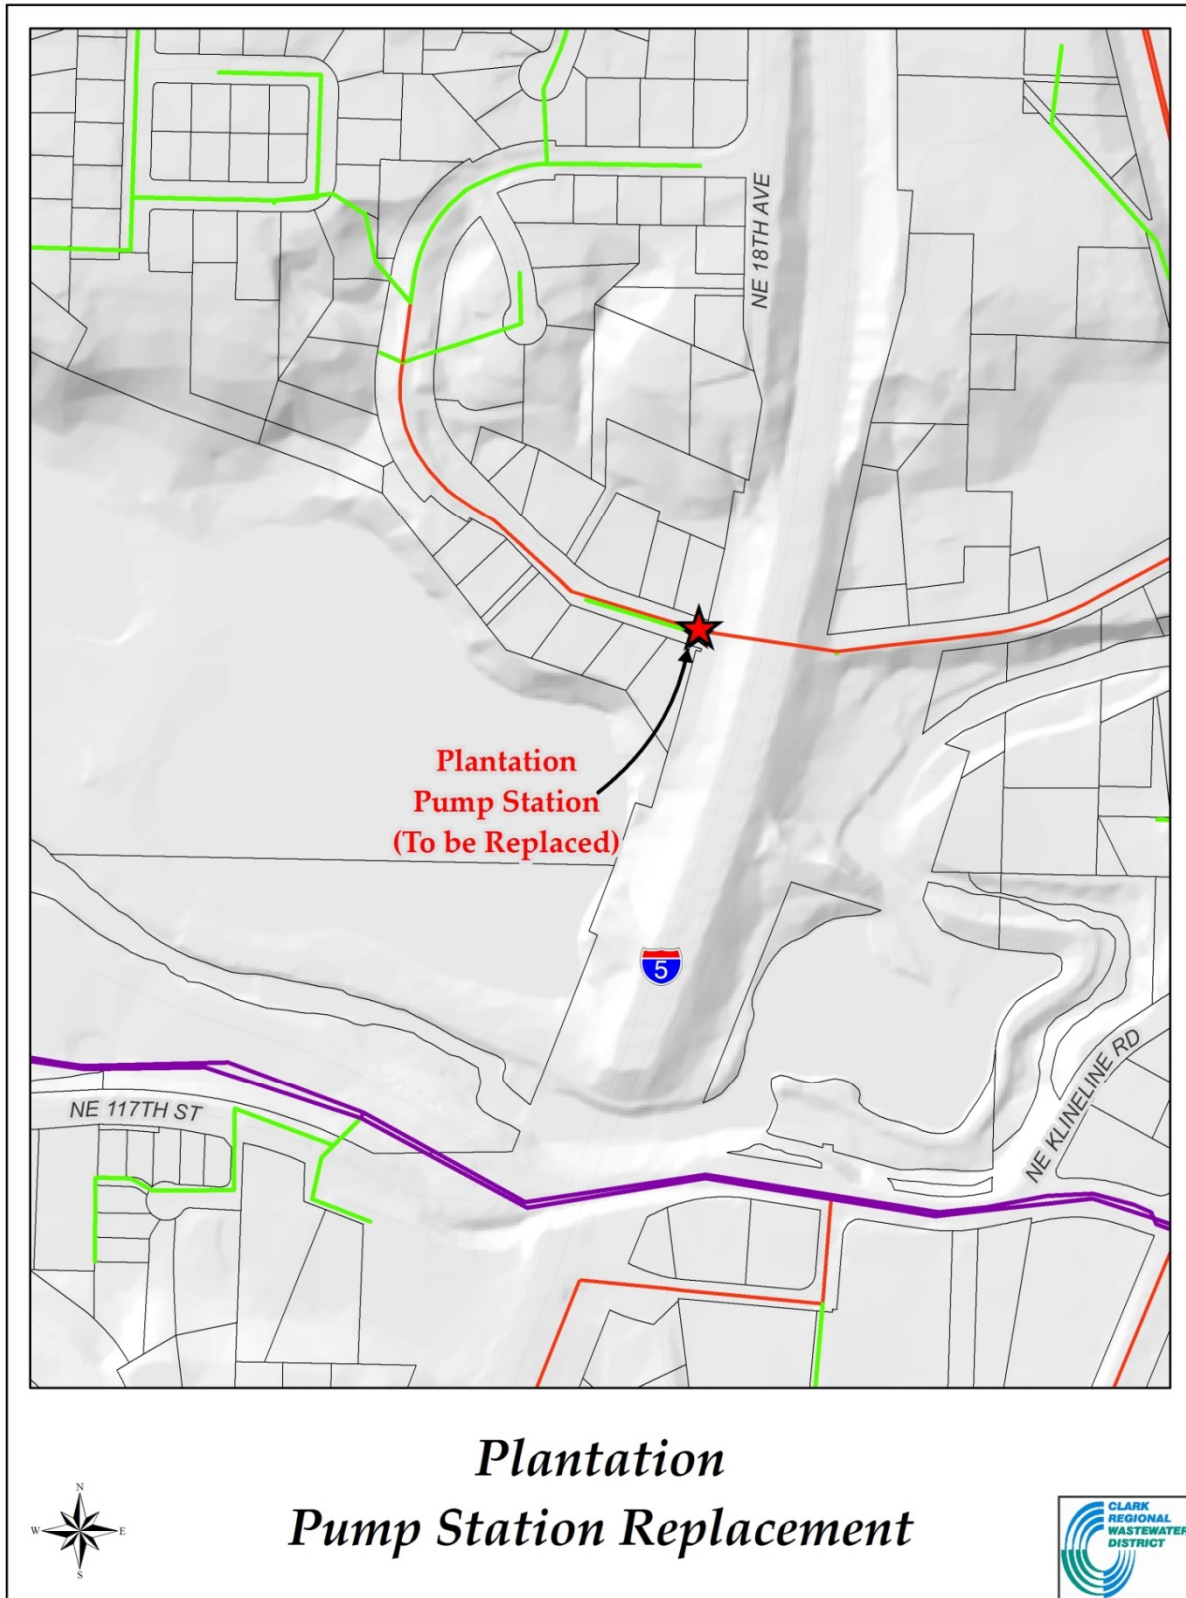 NE 18TH AVE
Plantation
Pump Station
(To be Replaced)
5
NE 117TH ST
NE KLINELINE RD
Plantation
Pump Station Replacement
N
W
E
S
CLARK
REGIONAL
WASTEWATER
DISTRICT